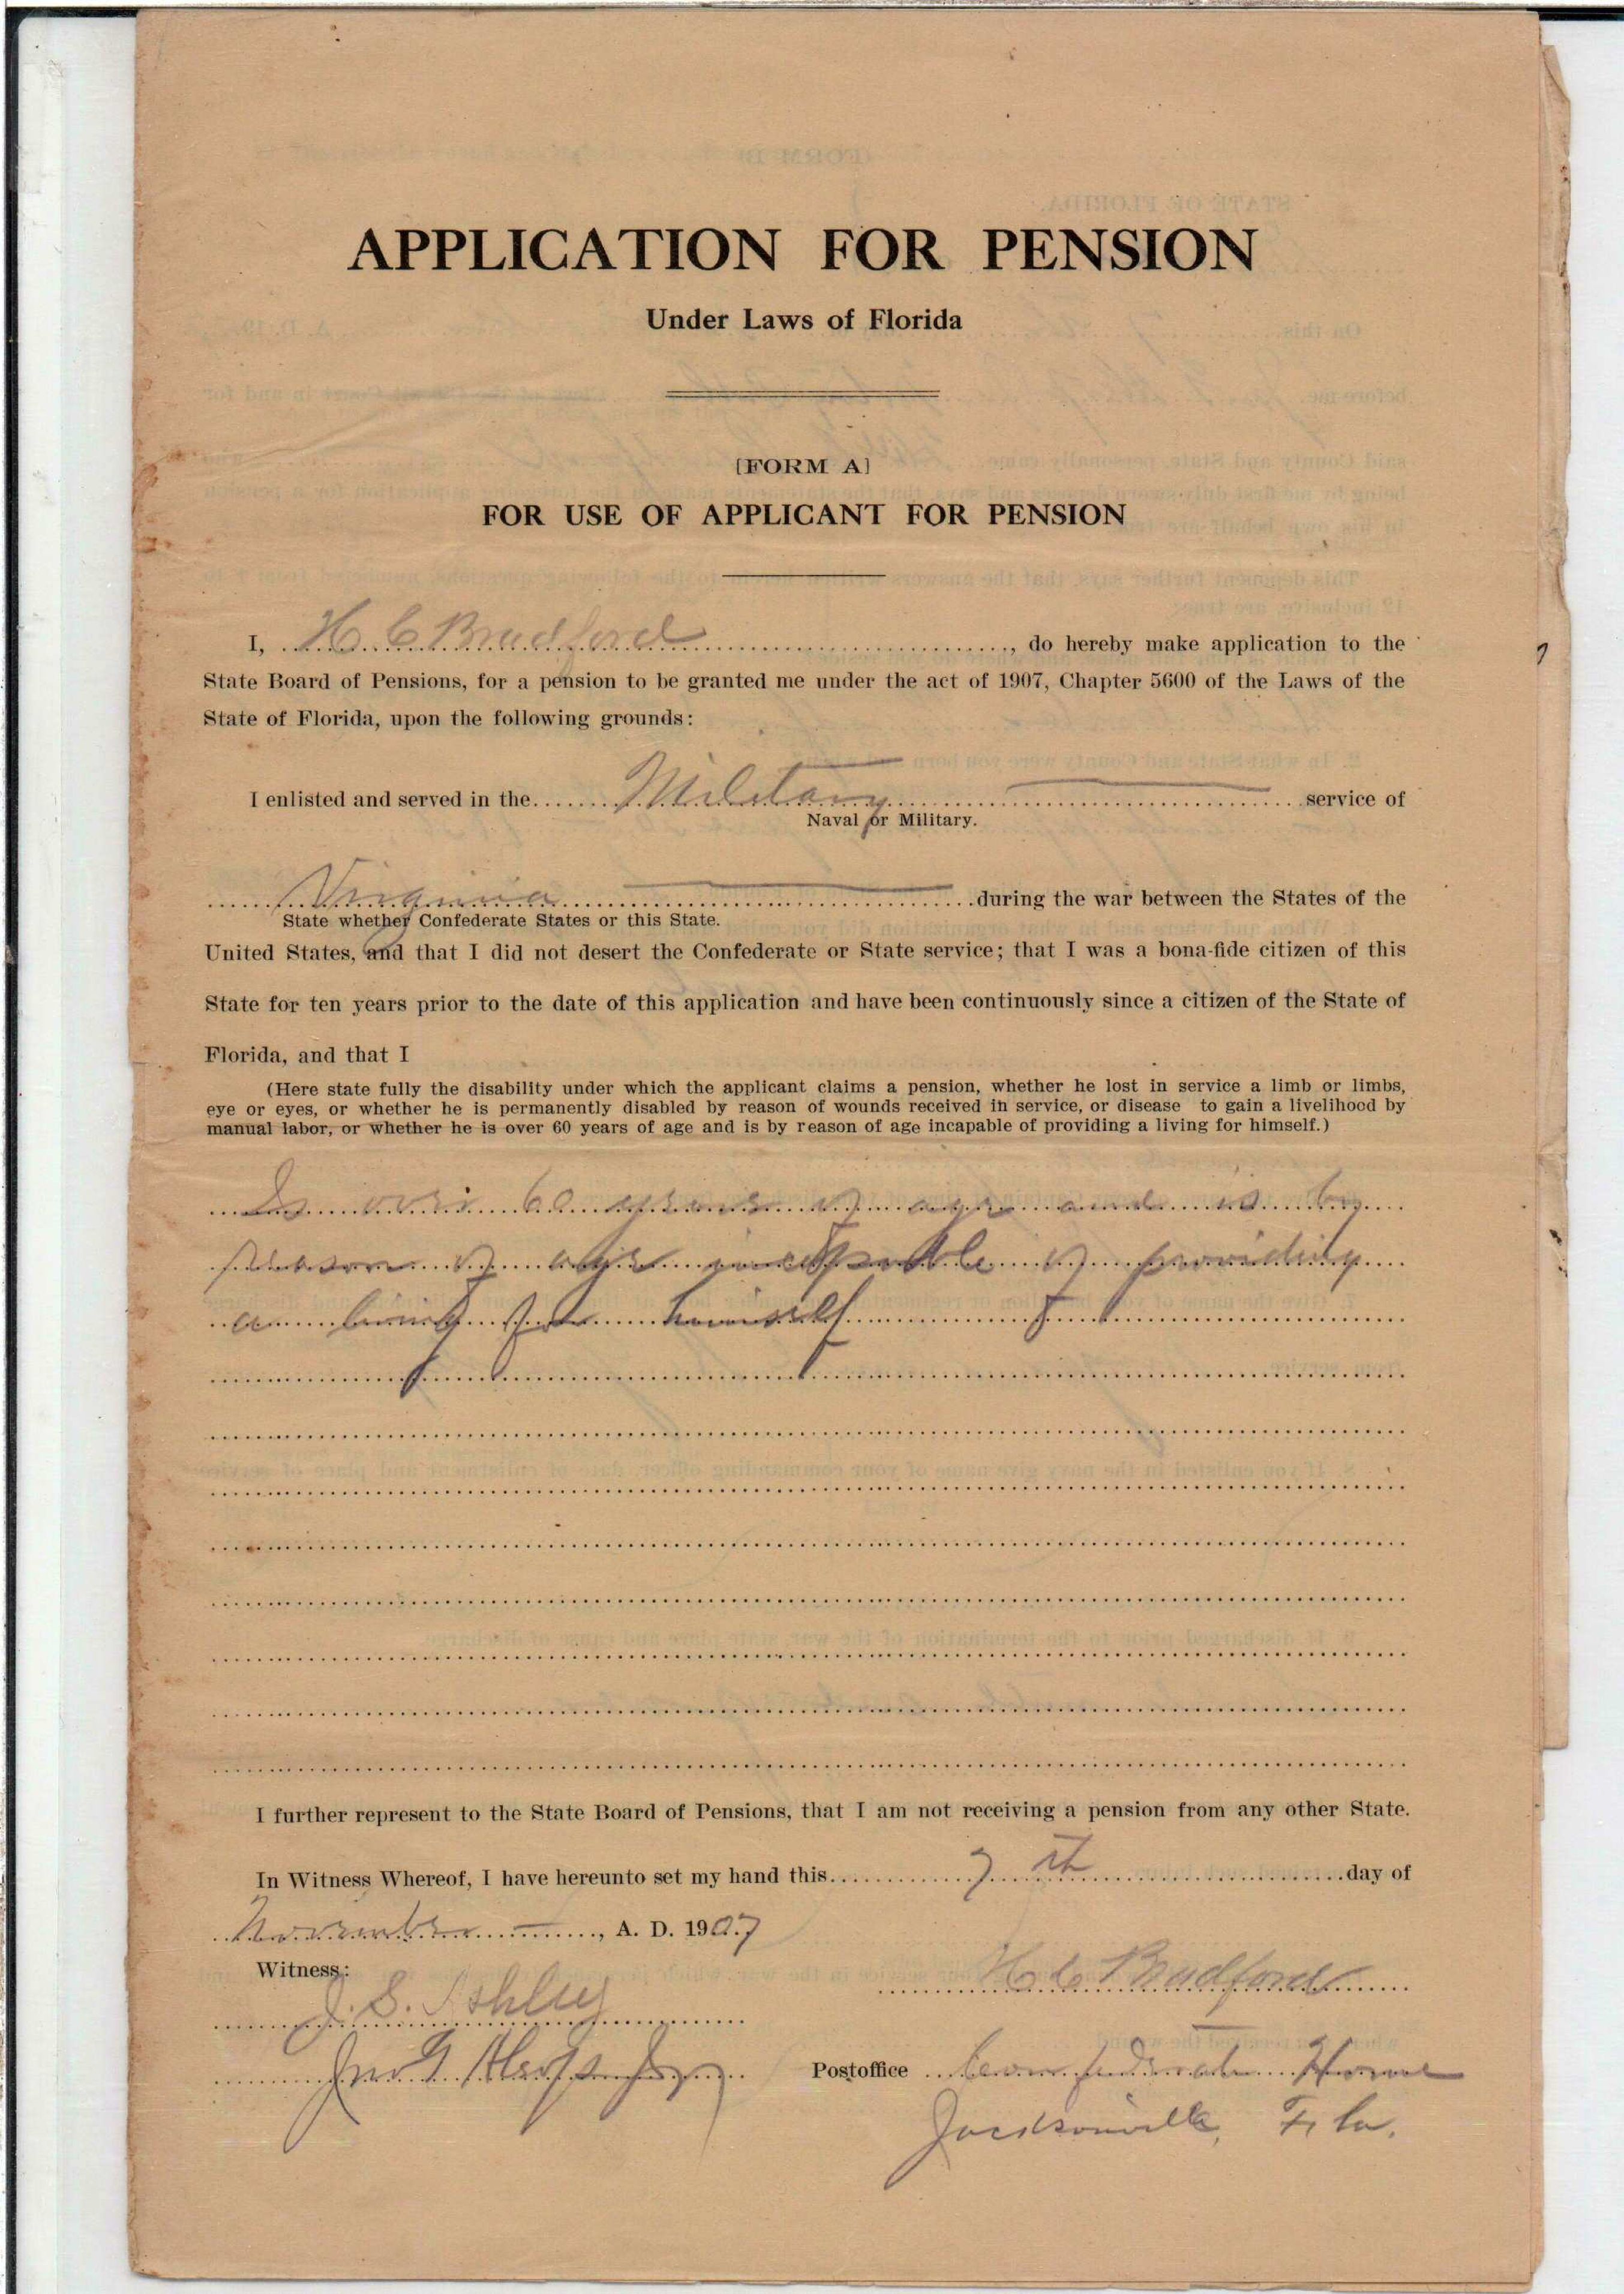 APPLICATION FOR PENSION
Under Laws of Florida
[FORM A]
FOR USE OF APPLICANT FOR PENSION
I, H. C Bradford, do hereby make application to the
State Board of Pensions, for a pension to be granted me under the act of 1907, Chapter 5600 of the Laws of the
State of Florida, upon the following grounds:
I enlisted and served in the Military service of
Naval or Military.
Virginia during the war between the States of the
State whether Confederate States or this State.
United States, and that I did not desert the Confederate or State service; that I was a bona-fide citizen of this
State for ten years prior to the date of this application and have been continuously since a citizen of the State of
Florida, and that I
(Here state fully the disability under which the applicant claims a pension, whether he lost in service a limb or limbs,
eye or eyes, or whether he is permanently disabled by reason of wounds received in service, or disease to gain a livelihood by
manual labor, or whether he is over 60 years of age and is by reason of age incapable of providing a living for himself.)
Is over 60 years of age and is by
reason of age incapable of providing
a living for himself
I further represent to the State Board of Pensions, that I am not receiving a pension from any other State.
In Witness Whereof, I have hereunto set my hand this 7th day of
November, A. D. 1907
Witness:
H C Bradford
J. S. Ashley
Jno. G.
Postoffice Confederate Home
Jacksonville, Fla.